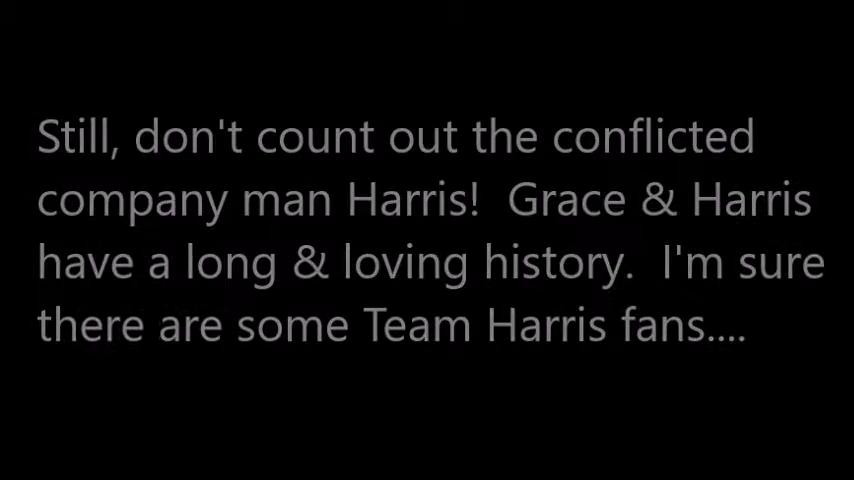 Still, don't count out the conflicted
company man Harris!  Grace & Harris
have a long & loving history.  I'm sure
there are some Team Harris fans....